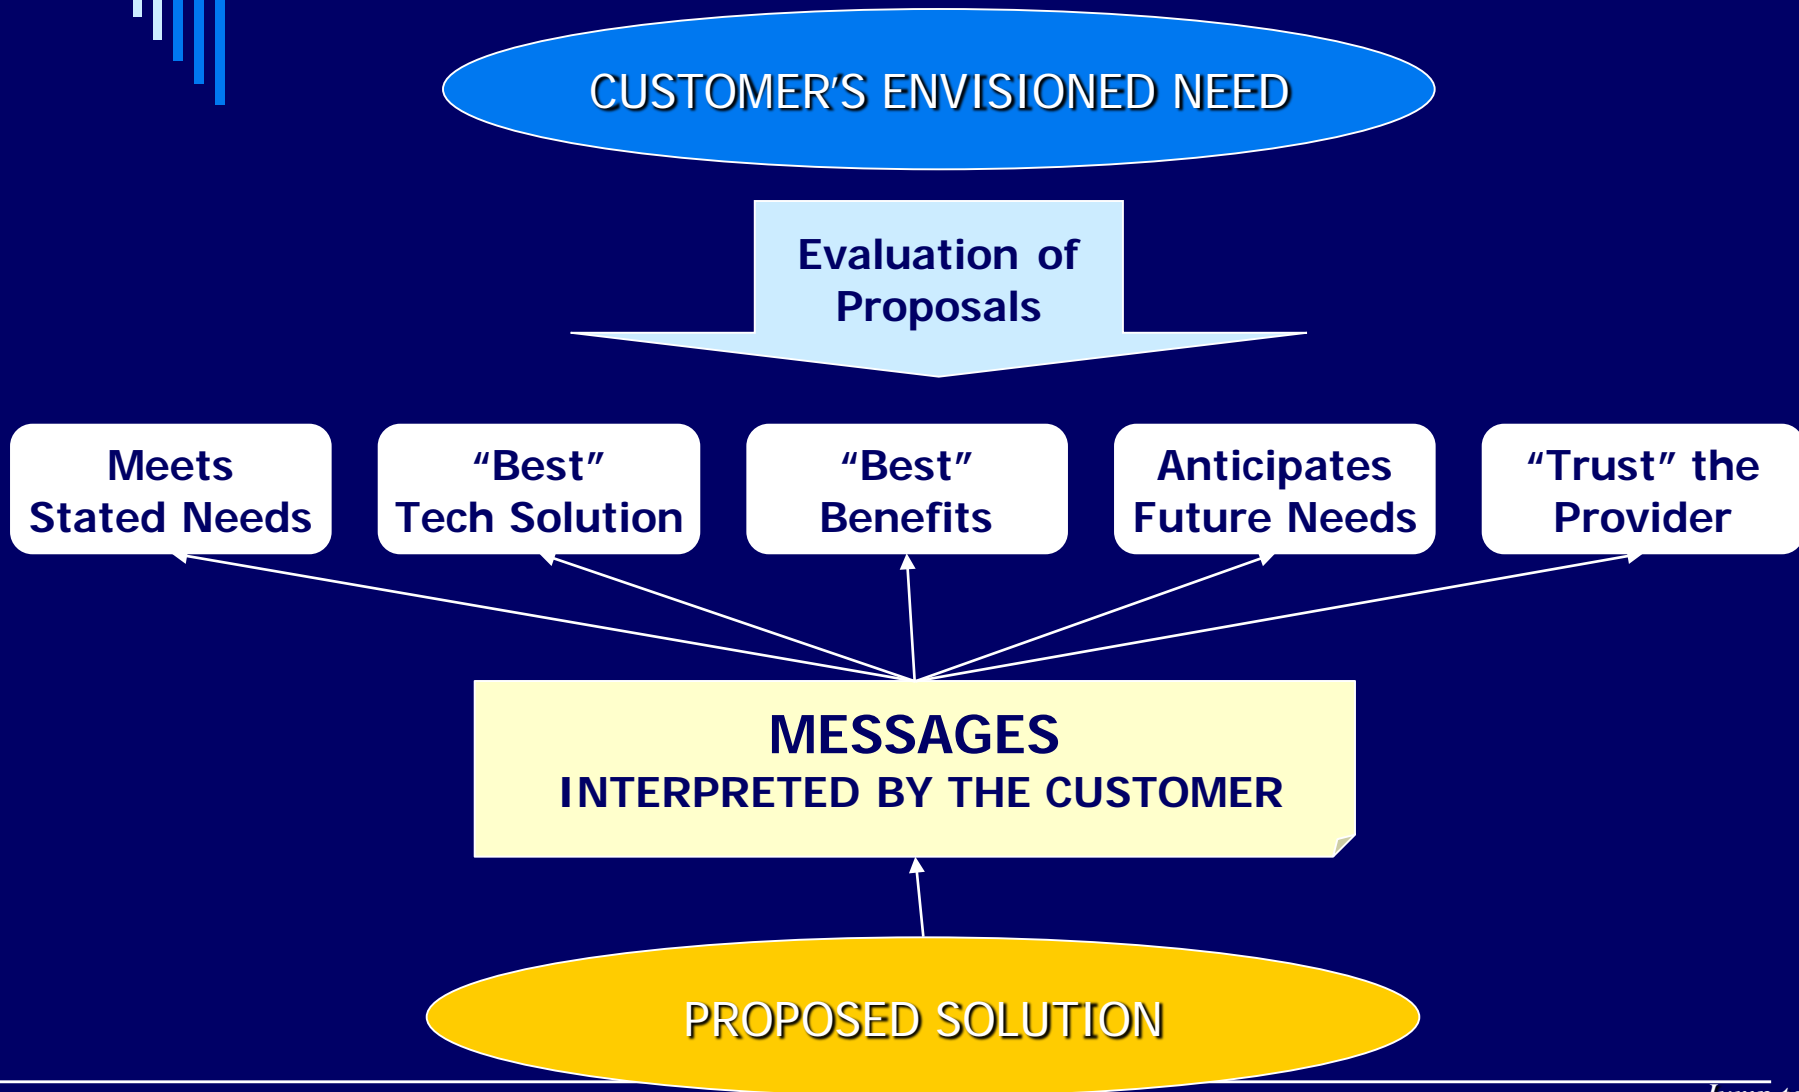 CUSTOMER’S ENVISIONED NEED
Evaluation of
Proposals
Meets
Stated Needs
“Best”
Tech Solution
“Best”
Benefits
Anticipates
Future Needs
“Trust” the
Provider
MESSAGES
INTERPRETED BY THE CUSTOMER
PROPOSED SOLUTION